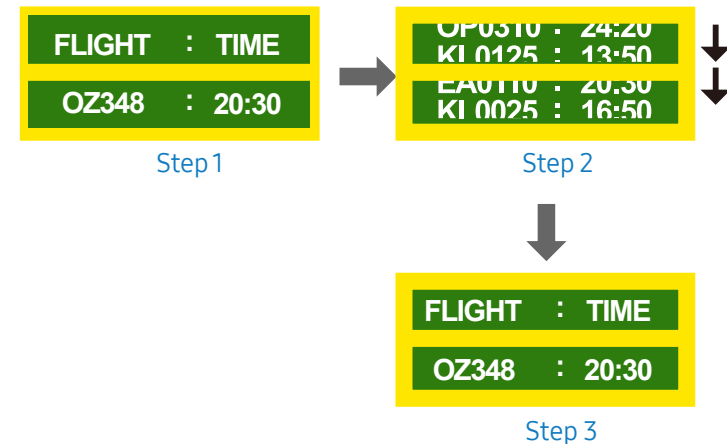 FLIGHT : TIME
OZ348 : 20:30
Step 1
OP0310 : 24:20
KL0125 : 13:50
EA0110 : 20:30
KL0025 : 16:50
Step 2
FLIGHT : TIME
OZ348 : 20:30
Step 3